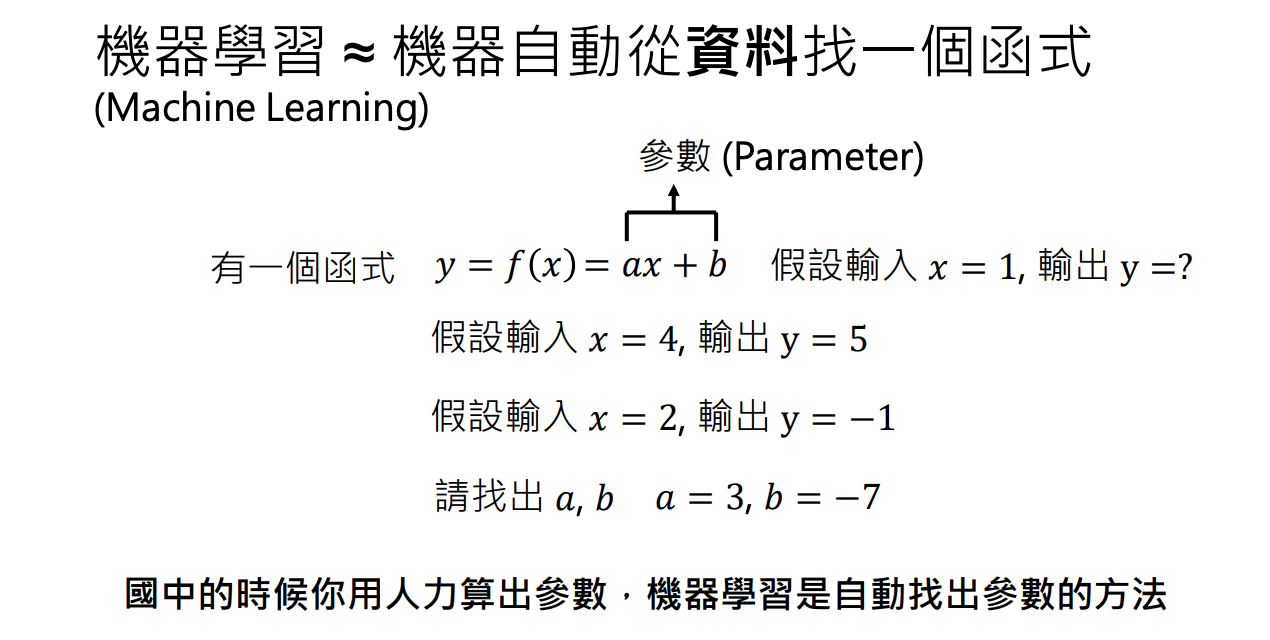 機器學習 ≈ 機器自動從資料找一個函式
(Machine Learning)
參數 (Parameter)
有一個函式 y = f(x) = ax + b 假設輸入 x = 1, 輸出 y =?
假設輸入 x = 4, 輸出 y = 5
假設輸入 x = 2, 輸出 y = −1
請找出 a, b a = 3, b = −7
國中的時候你用人力算出參數，機器學習是自動找出參數的方法